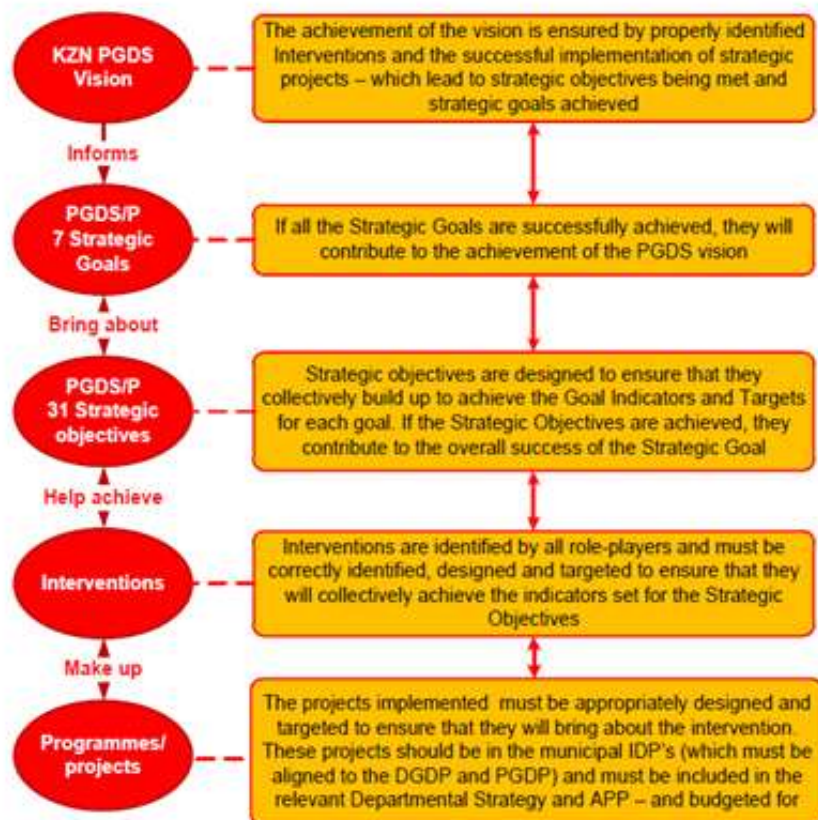 KZN PGDS
Vision
The achievement of the vision is ensured by properly identified
Interventions and the successful implementation of strategic
projects – which lead to strategic objectives being met and
strategic goals achieved
Informs
PGDS/P
7 Strategic
Goals
If all the Strategic Goals are successfully achieved, they will
contribute to the achievement of the PGDS vision
Bring about
PGDS/P
31 Strategic
objectives
Strategic objectives are designed to ensure that they
collectively build up to achieve the Goal Indicators and Targets
for each goal. If the Strategic Objectives are achieved, they
contribute to the overall success of the Strategic Goal
Help achieve
Interventions
Interventions are identified by all role-players and must be
correctly identified, designed and targeted to ensure that they
will collectively achieve the indicators set for the Strategic
Objectives
Make up
Programmes/
projects
The projects implemented must be appropriately designed and
targeted to ensure that they will bring about the intervention.
These projects should be in the municipal IDP's (which must be
aligned to the DGDP and PGDP) and must be included in the
relevant Departmental Strategy and APP – and budgeted for